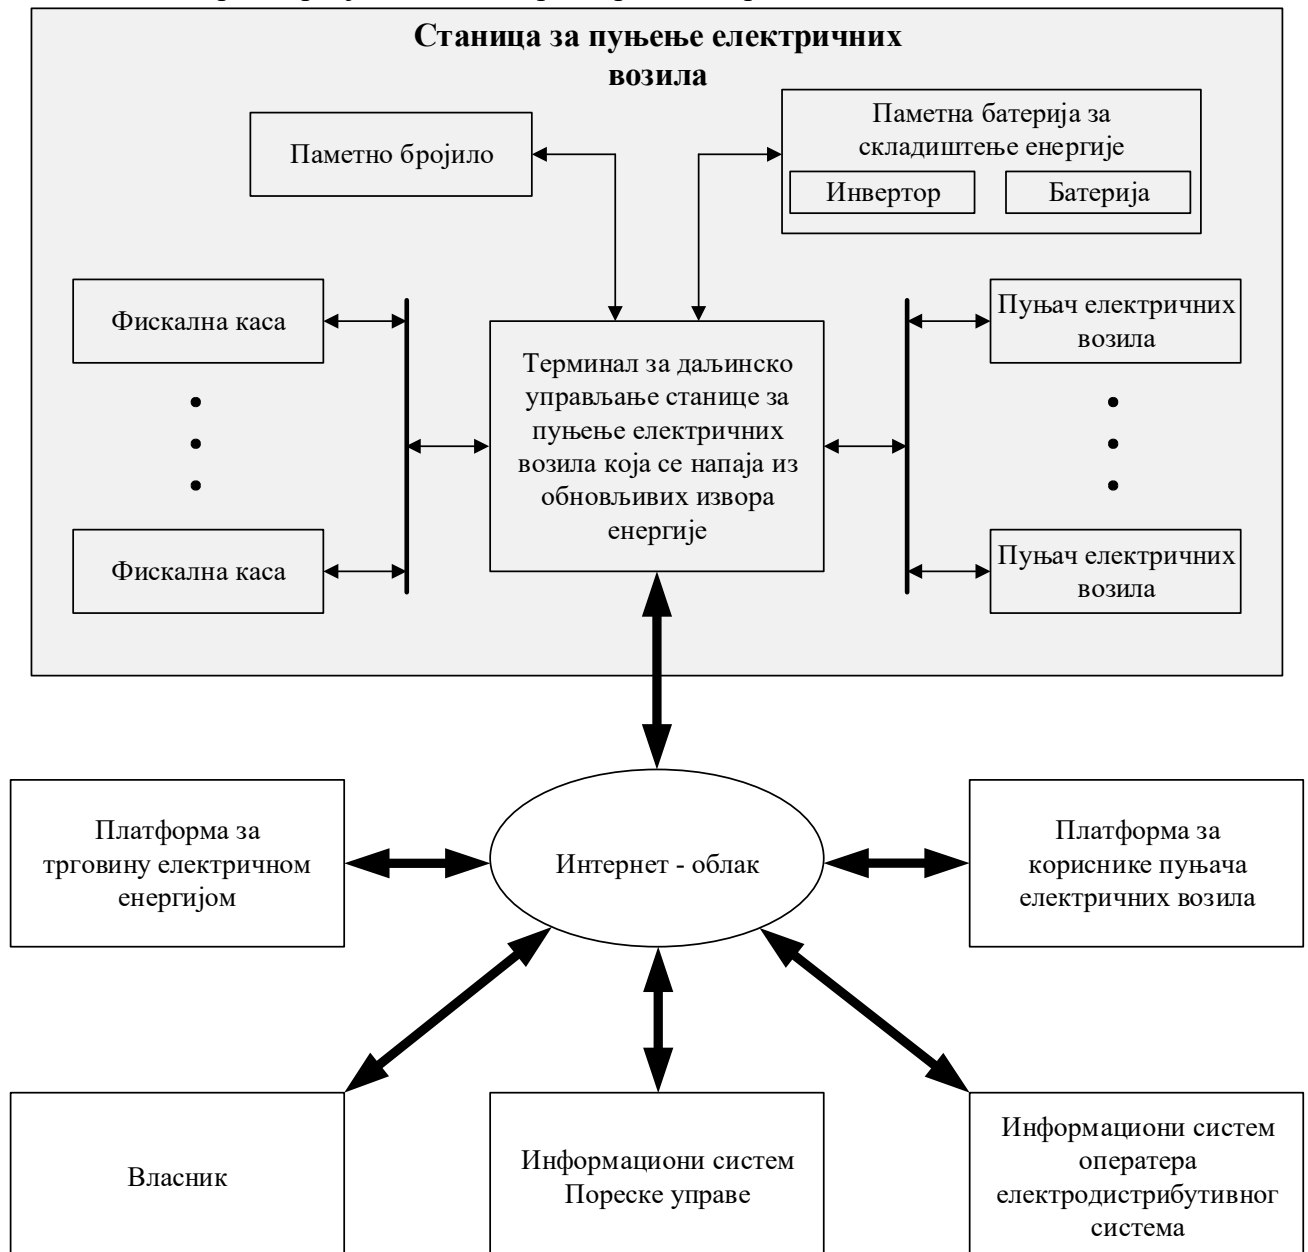 Станица за пуњење електричних
возила
Паметно бројило
Паметна батерија за
складиштење енергије
Инвертор
Батерија
Фискална каса
Пуњач електричних
возила
Терминал за даљинско
управљање станице за
пуњење електричних
возила која се напаја из
обновљивих извора
енергије
Фискална каса
Пуњач електричних
возила
Платформа за
трговину електричном
енергијом
Интернет - облак
Платформа за
кориснике пуњача
електричних возила
Власник
Информациони систем
Пореске управе
Информациони систем
оператера
електродистрибутивног
система